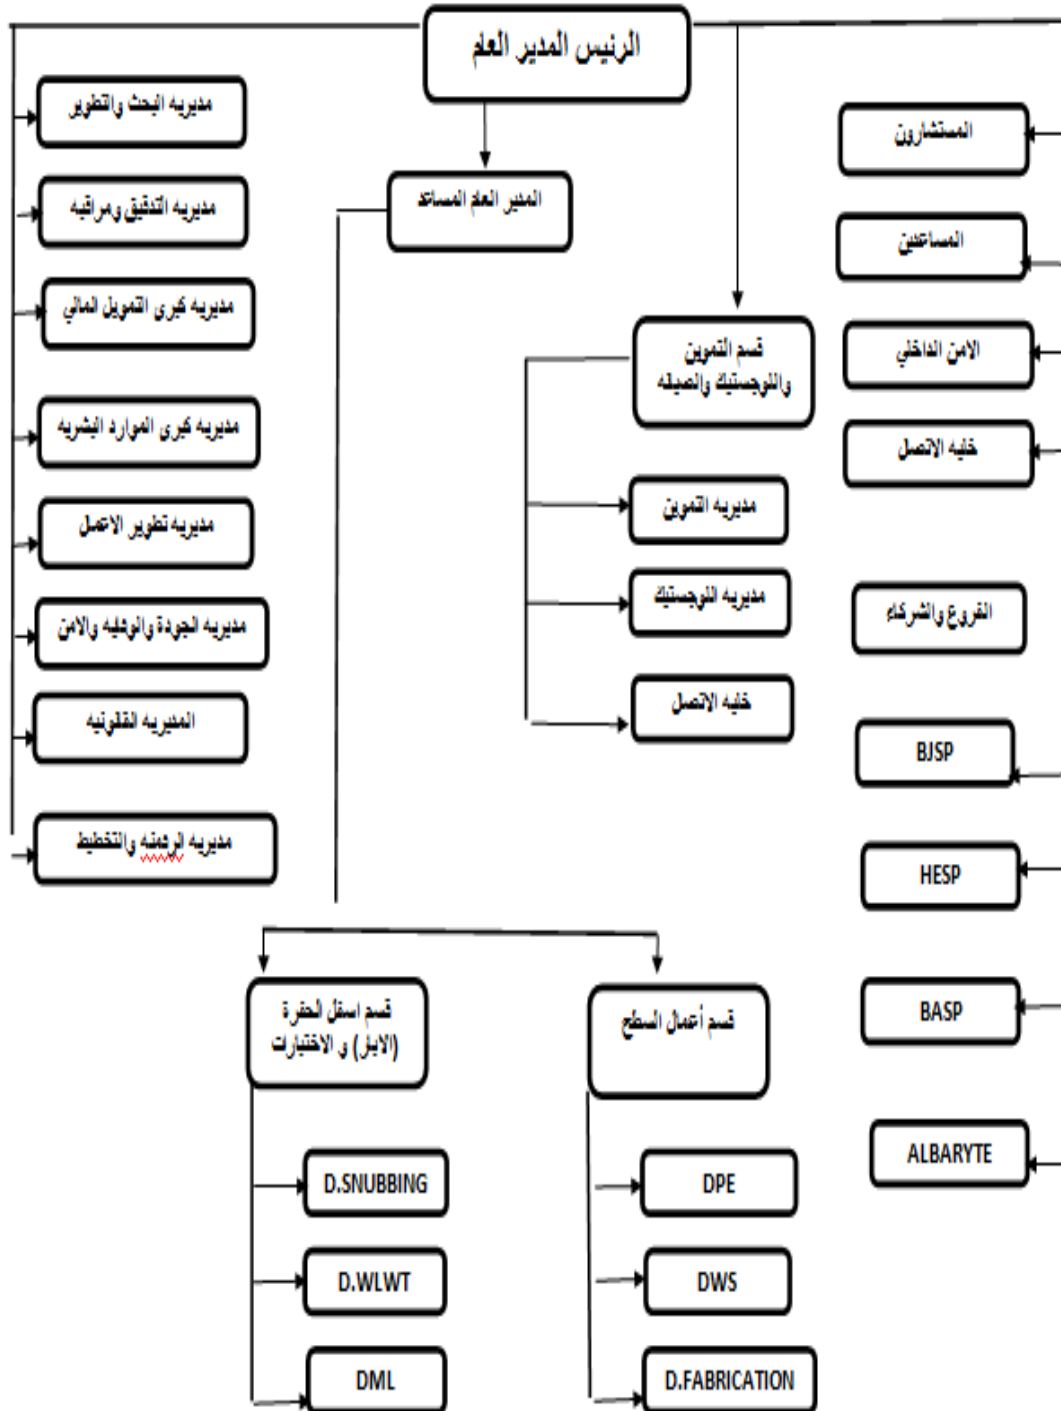 الرئيس المدير العام
المدير العام المساعد
المستشارون
المساعدين
الامن الداخلي
خليه الاتصل
الفروع والشركاء
BJSP
HESP
BASP
ALBARYTE
قسم التموين
واللوجستيك والصيانه
مديريه التموين
مديريه اللوجستيك
خليه الاتصل
مديريه البحث والتطوير
مديريه التدقيق ومراقبه
مديريه كبرى التمويل المالي
مديريه كبرى الموارد البشريه
مديريه تطوير الاعمال
مديريه الجودة والوقايه والامن
المديريه القانونيه
مديريه الرقمنه والتخطيط
قسم أعمال السطح
DPE
DWS
D.FABRICATION
قسم اسفل الحفرة
(الابار) و الاختبارات
D.SNUBBING
D.WLWT
DML